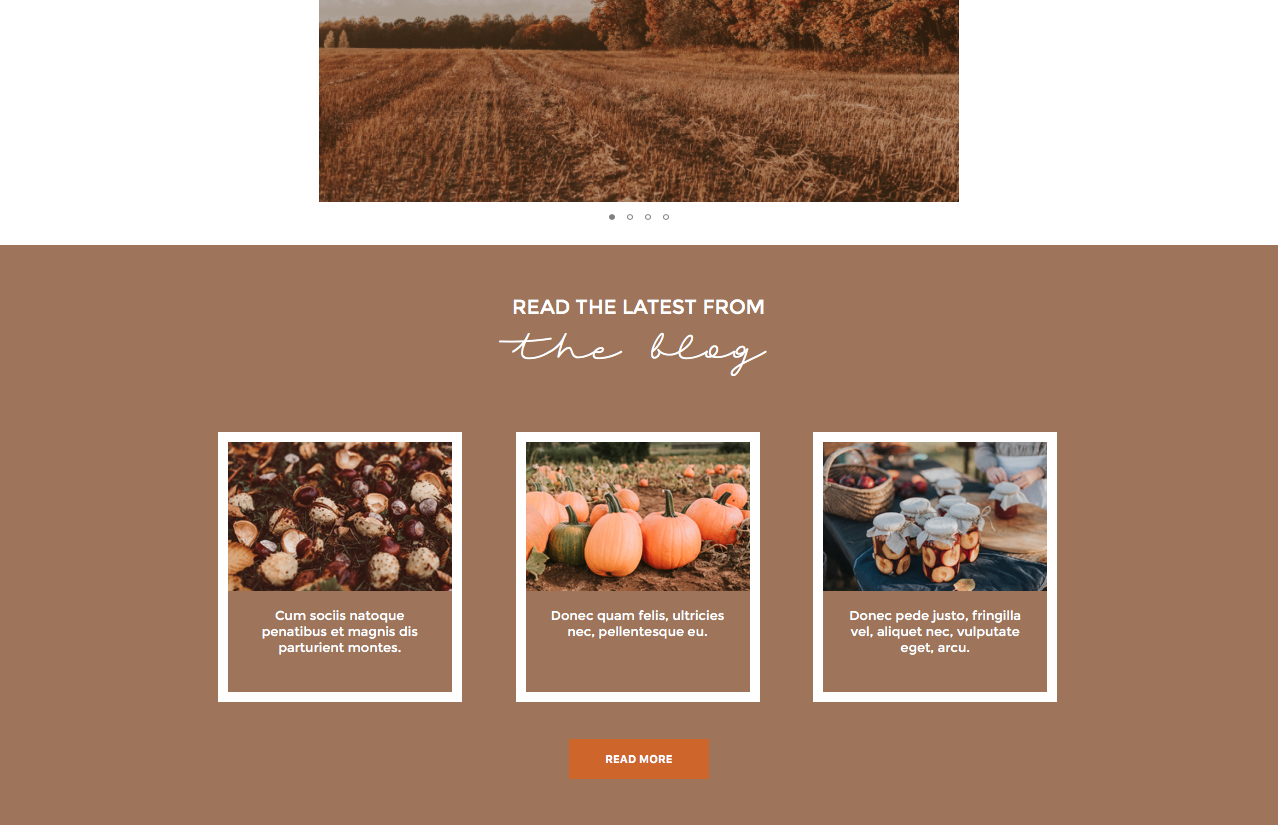 READ THE LATEST FROM
the blog
Cum sociis natoque
penatibus et magnis dis
parturient montes.
Donec quam felis, ultricies
nec, pellentesque eu.
Donec pede justo, fringilla
vel, aliquet nec, vulputate
eget, arcu.
READ MORE